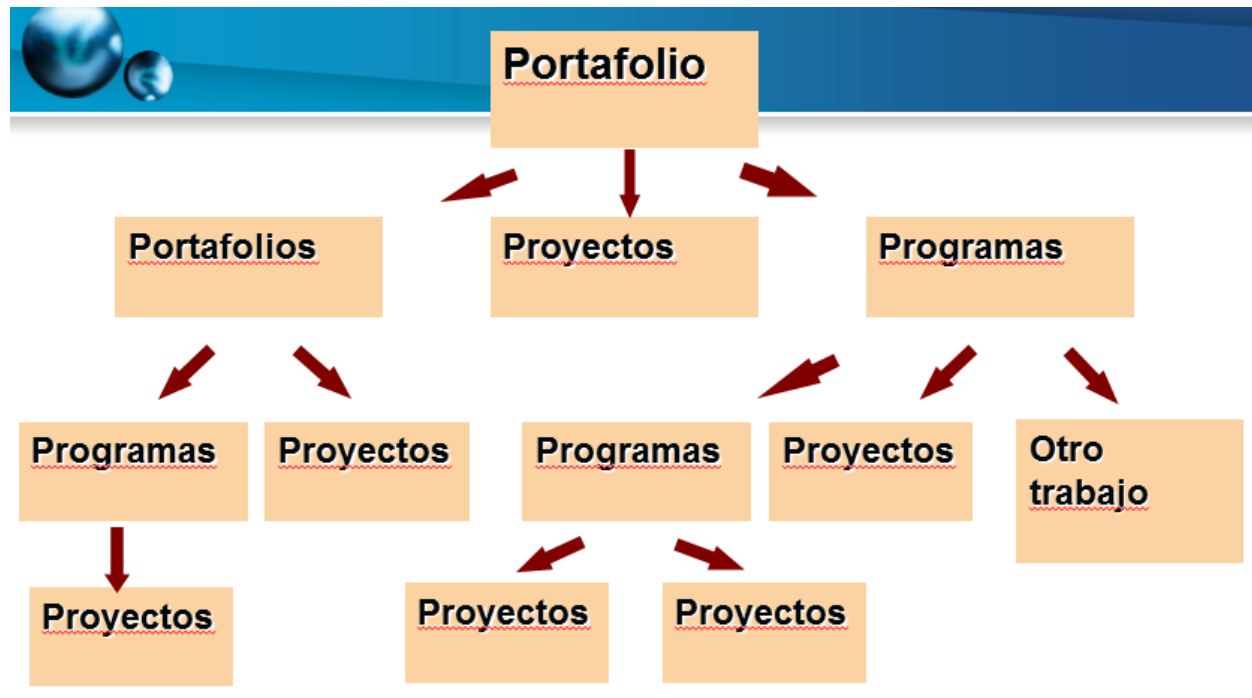 Portafolio
Portafolios
Proyectos
Programas
Programas
Proyectos
Programas
Proyectos
Otro
trabajo
Proyectos
Proyectos
Proyectos